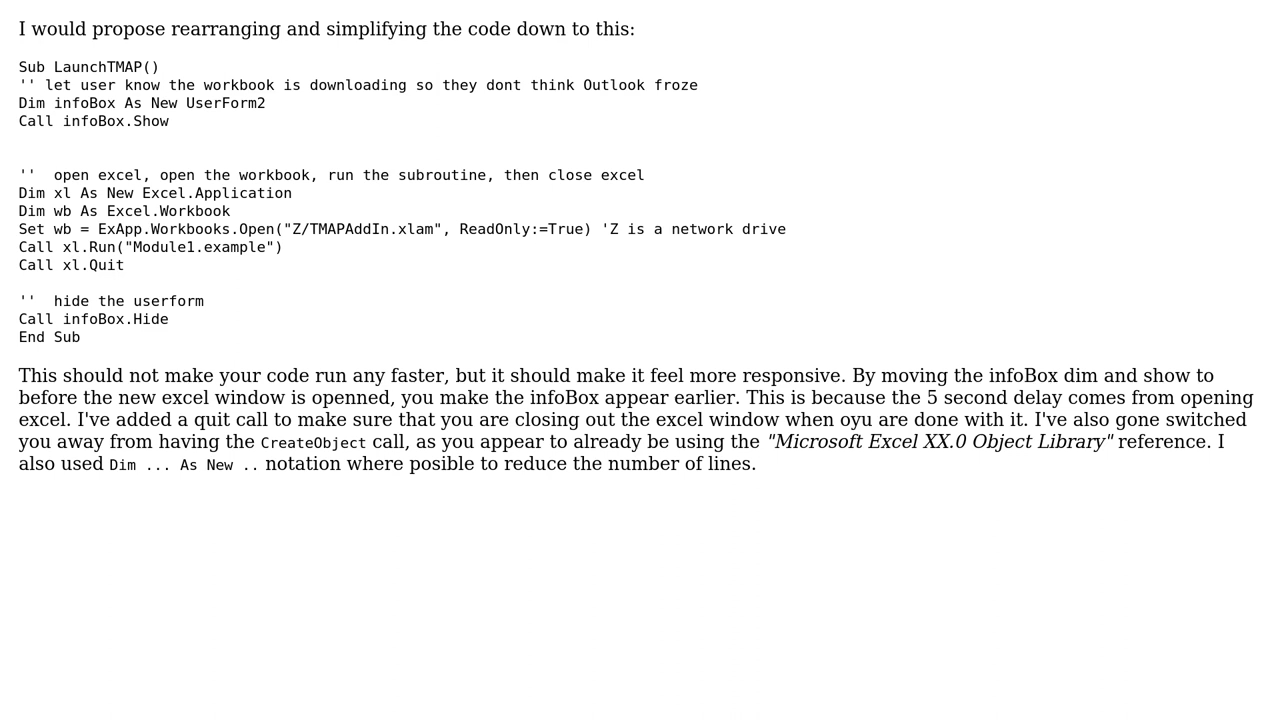 I would propose rearranging and simplifying the code down to this:
Sub LaunchTMAP()
'' let user know the workbook is downloading so they dont think Outlook froze
Dim infoBox As New UserForm2
Call infoBox.Show
''  open excel, open the workbook, run the subroutine, then close excel
Dim xl As New Excel.Application
Dim wb As Excel.Workbook
Set wb = ExApp.Workbooks.Open("Z/TMAPAddIn.xlam", ReadOnly:=True) 'Z is a network drive
Call xl.Run("Module1.example")
Call xl.Quit
''  hide the userform
Call infoBox.Hide
End Sub
This should not make your code run any faster, but it should make it feel more responsive. By moving the infoBox dim and show to
before the new excel window is openned, you make the infoBox appear earlier. This is because the 5 second delay comes from opening
excel. I've added a quit call to make sure that you are closing out the excel window when oyu are done with it. I've also gone switched
you away from having the CreateObject call, as you appear to already be using the "Microsoft Excel XX.0 Object Library" reference. I
also used Dim ... As New .. notation where posible to reduce the number of lines.